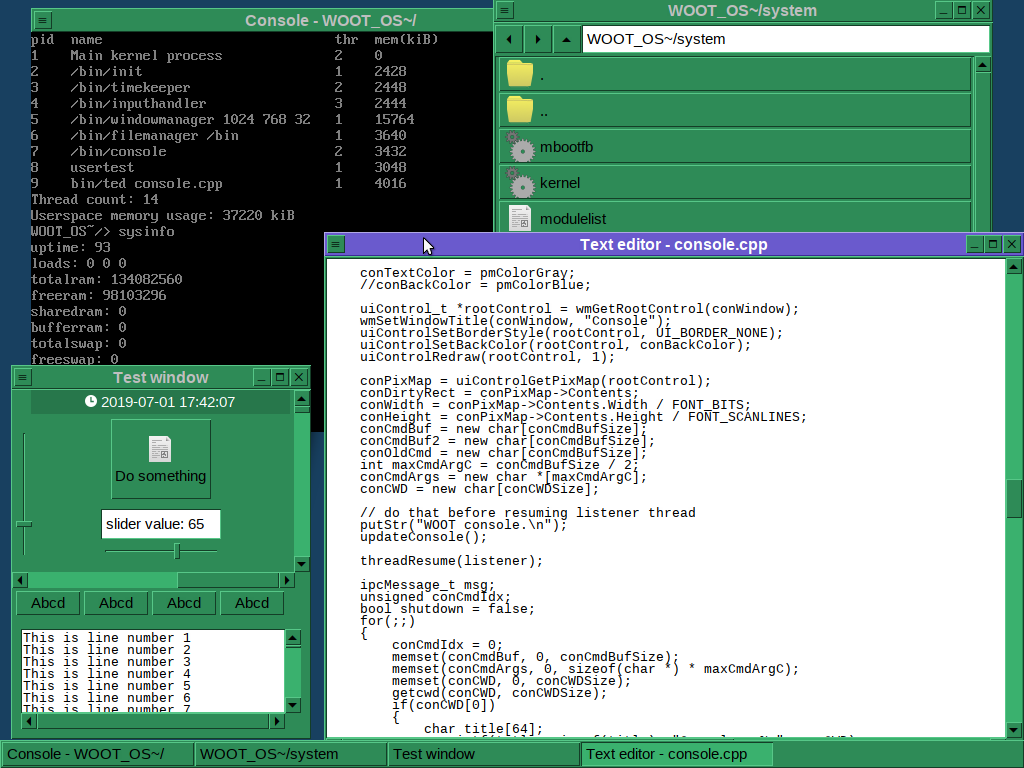 Console - WOOT_OS~/
pid  name                             thr  mem(kiB)
1    Main kernel process              2    0
2    /bin/init                        1    2428
3    /bin/timekeeper                  2    2448
4    /bin/inputhandler                3    2444
5    /bin/windowmanager 1024 768 32   1    15764
6    /bin/filemanager /bin            1    3640
7    /bin/console                     2    3432
8    usertest                         1    3048
9    bin/ted console.cpp              1    4016
Thread count: 14
Userspace memory usage: 37220 kiB
WOOT_OS~/> sysinfo
uptime: 93
loads: 0 0 0
totalram: 134082560
freeram: 98103296
sharedram: 0
bufferram: 0
totalswap: 0
freeswap: 0
WOOT_OS~/system
WOOT_OS~/system
.
..
mbootfb
kernel
modulelist
Text editor - console.cpp
conTextColor = pmColorGray;
//conBackColor = pmColorBlue;
uiControl_t *rootControl = wmGetRootControl(conWindow);
wmSetWindowTitle(conWindow, "Console");
uiControlSetBorderStyle(rootControl, UI_BORDER_NONE);
uiControlSetBackColor(rootControl, conBackColor);
uiControlRedraw(rootControl, 1);
conPixMap = uiControlGetPixMap(rootControl);
conDirtyRect = conPixMap->Contents;
conWidth = conPixMap->Contents.Width / FONT_BITS;
conHeight = conPixMap->Contents.Height / FONT_SCANLINES;
conCmdBuf = new char[conCmdBufSize];
conCmdBuf2 = new char[conCmdBufSize];
conOldCmd = new char[conCmdBufSize];
int maxCmdArgC = conCmdBufSize / 2;
conCmdArgs = new char *[maxCmdArgC];
conCWD = new char[conCWDSize];
// do that before resuming listener thread
putStr("WOOT console.\n");
updateConsole();
threadResume(listener);
ipcMessage_t msg;
unsigned conCmdIdx;
bool shutdown = false;
for(;;)
{
conCmdIdx = 0;
memset(conCmdBuf, 0, conCmdBufSize);
memset(conCmdArgs, 0, sizeof(char *) * maxCmdArgC);
memset(conCWD, 0, conCWDSize);
getcwd(conCWD, conCWDSize);
if(conCWD[0])
{
char title[64];
Test window
2019-07-01 17:42:07
Do something
slider value: 65
Abcd Abcd Abcd Abcd
This is line number 1
This is line number 2
This is line number 3
This is line number 4
This is line number 5
This is line number 6
This is line number 7
Console - WOOT_OS~/ WOOT_OS~/system Test window Text editor - console.cpp